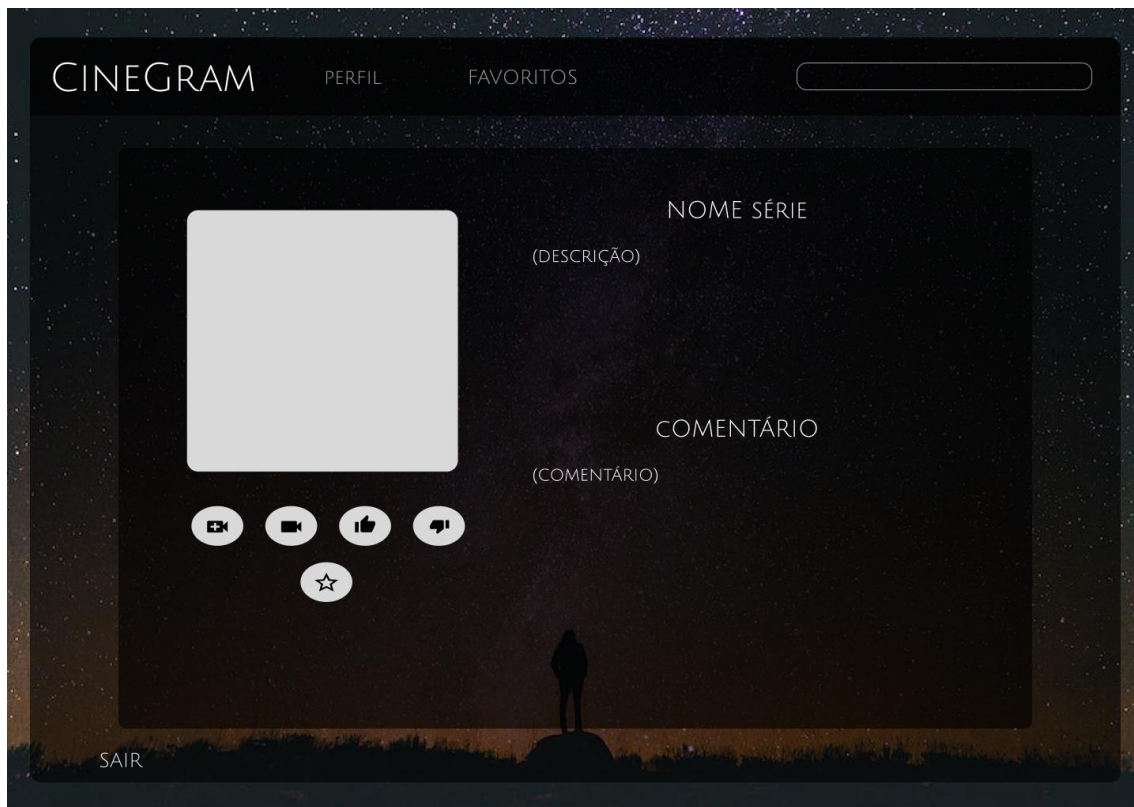 CINEGRAM
PERFIL
FAVORITOS
NOME SÉRIE
(DESCRIÇÃO)
COMENTÁRIO
(COMENTÁRIO)
SAIR